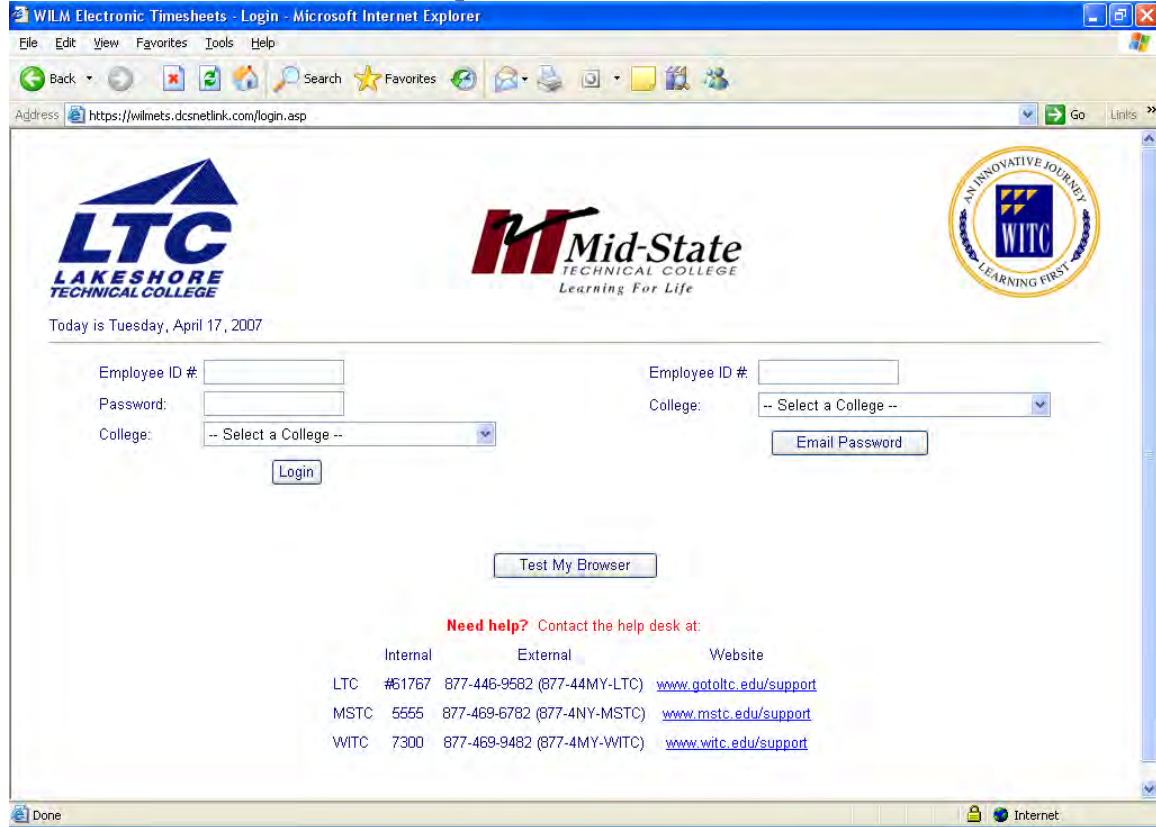 WILM Electronic Timesheets - Login - Microsoft Internet Explorer
File Edit View Favorites Tools Help
Back Search Favorites
Address https://wilmets.dcsnetlink.com/login.asp Go Links »
LTC
LAKESHORE
TECHNICAL COLLEGE
Mid-State
TECHNICAL COLLEGE
Learning For Life
AN INNOVATIVE JOURNEY
WITC
LEARNING FIRST
Today is Tuesday, April 17, 2007
Employee ID #:
Password:
College: -- Select a College --
Login
Employee ID #:
College: -- Select a College --
Email Password
Test My Browser
Need help? Contact the help desk at:
Internal External Website
LTC #61767 877-446-9582 (877-44MY-LTC) www.gotoltc.edu/support
MSTC 5555 877-469-6782 (877-4NY-MSTC) www.mstc.edu/support
WITC 7300 877-469-9482 (877-4MY-WITC) www.witc.edu/support
Done Internet